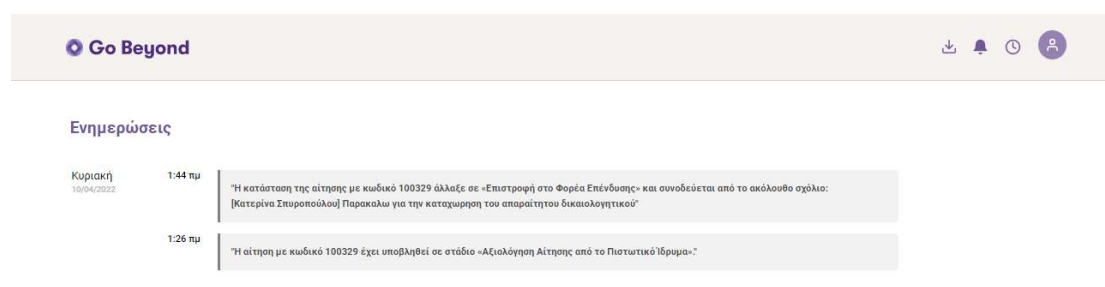 Go Beyond
Ενημερώσεις
Κυριακή
10/04/2022
1:44 πμ
"Η κατάσταση της αίτησης με κωδικό 100329 άλλαξε σε «Επιστροφή στο Φορέα Επένδυσης» και συνοδεύεται από το ακόλουθο σχόλιο:
[Κατερίνα Σπυροπούλου] Παρακαλω για την καταχωρηση του απαραίτητου δικαιολογητικού"
1:26 πμ
"Η αίτηση με κωδικό 100329 έχει υποβληθεί σε στάδιο «Αξιολόγηση Αίτησης από το Πιστωτικό Ίδρυμα»."